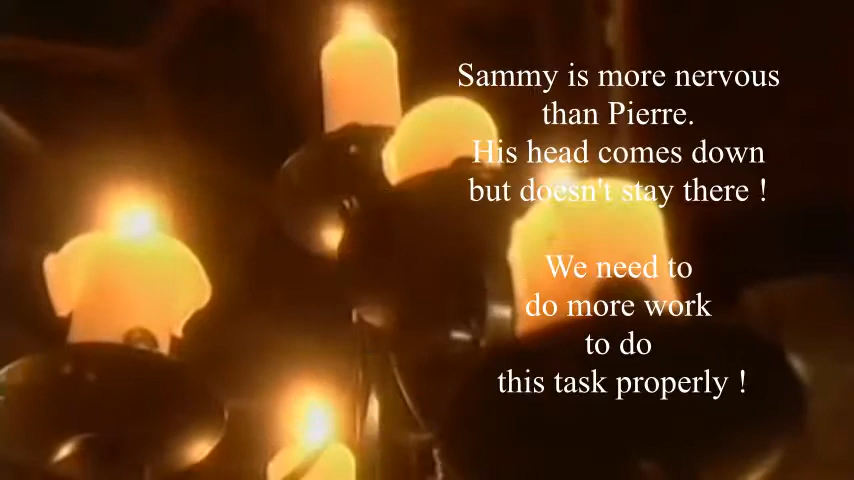 Sammy is more nervous
than Pierre.
His head comes down
but doesn't stay there !
We need to
do more work
to do
this task properly !